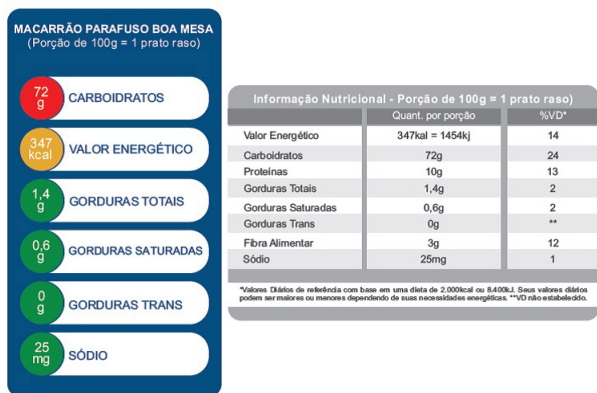 MACARRÃO PARAFUSO BOA MESA
(Porção de 100g = 1 prato raso)
72 g CARBOIDRATOS
347 kcal VALOR ENERGÉTICO
1,4 g GORDURAS TOTAIS
0,6 g GORDURAS SATURADAS
0 g GORDURAS TRANS
25 mg SÓDIO
Informação Nutricional - Porção de 100g = 1 prato raso)
Quant. por porção %VD*
Valor Energético 347kal = 1454kj 14
Carboidratos 72g 24
Proteínas 10g 13
Gorduras Totais 1,4g 2
Gorduras Saturadas 0,6g 2
Gorduras Trans 0g **
Fibra Alimentar 3g 12
Sódio 25mg 1
*Valores Diários de referência com base em uma dieta de 2.000kcal ou 8.400kJ. Seus valores diários
podem ser maiores ou menores dependendo de suas necessidades energéticas. **VD não estabelecido.